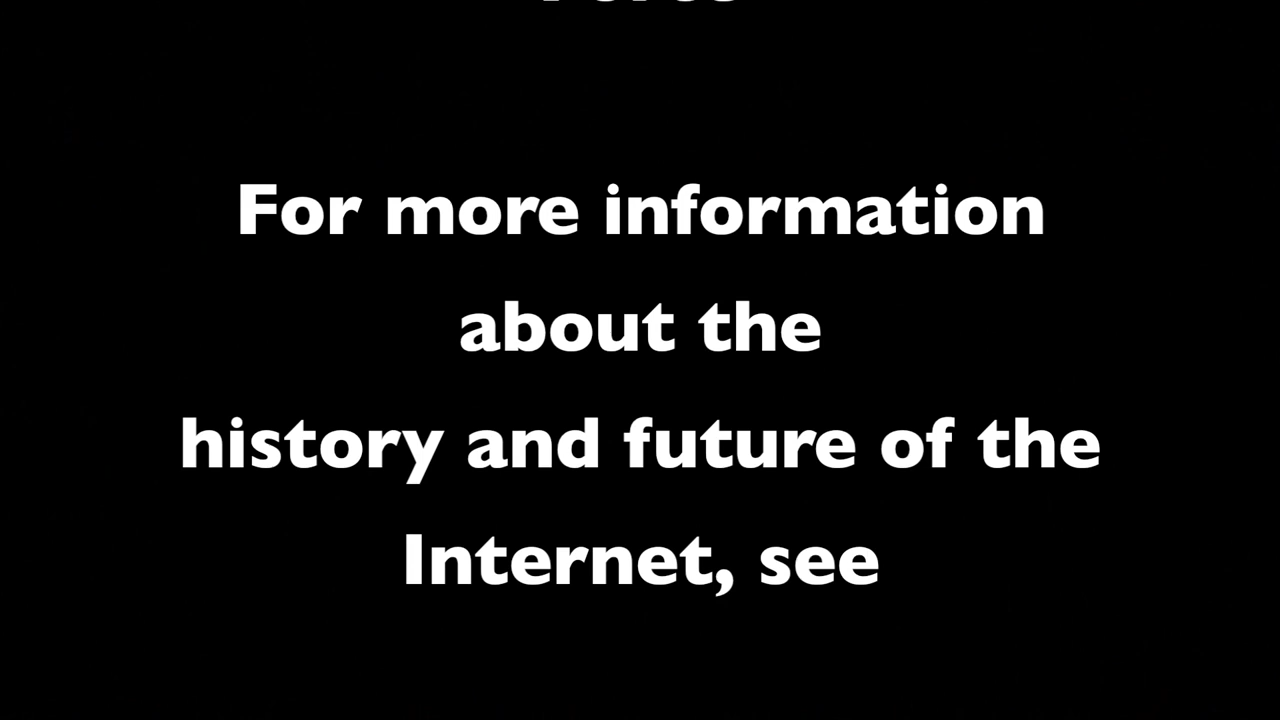 For more information
about the
history and future of the
Internet, see